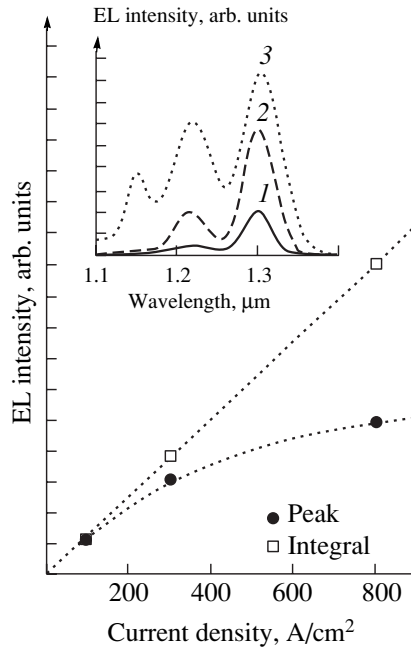 EL intensity, arb. units
3
2
1
1.1 1.2 1.3
Wavelength, μm
EL intensity, arb. units
Peak
Integral
200 400 600 800
Current density, A/cm²